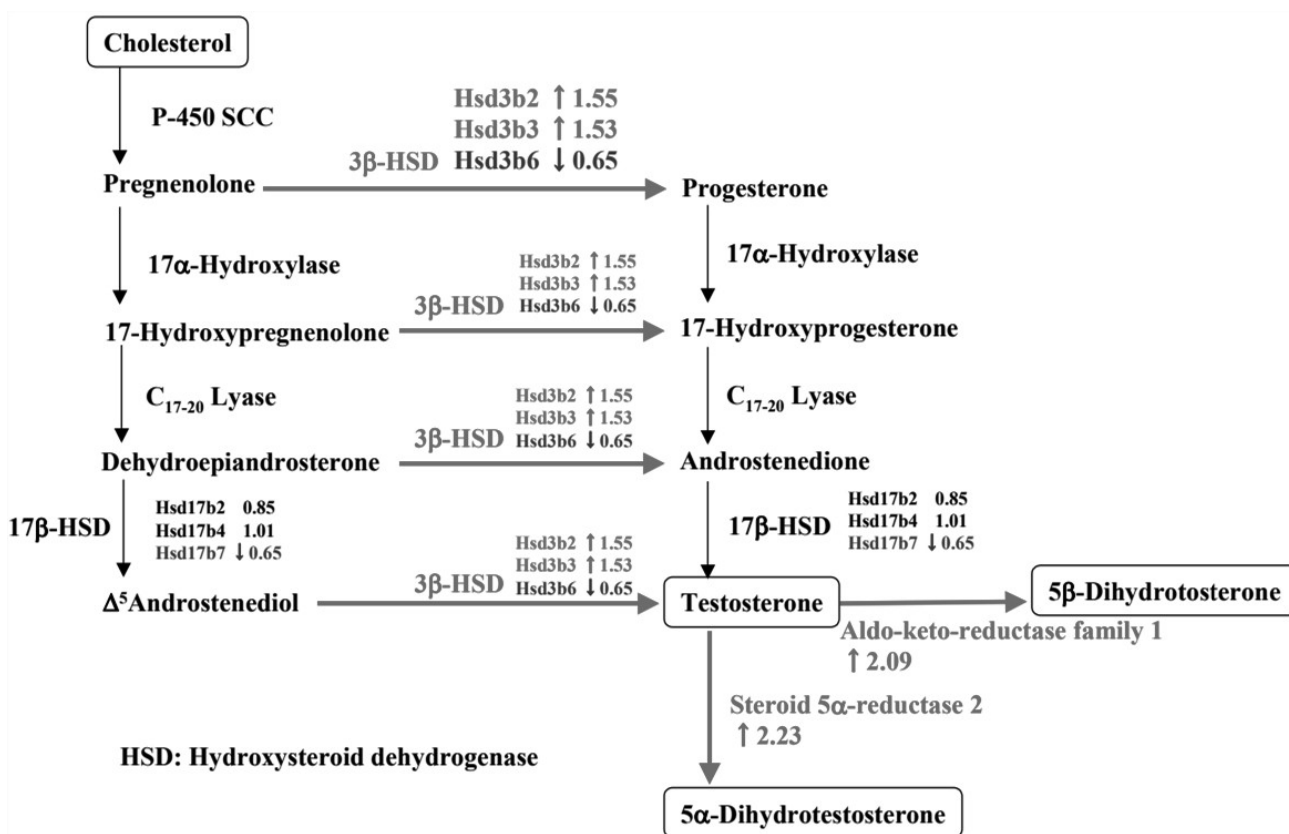 Cholesterol
P-450 SCC
Hsd3b2 ↑ 1.55
Hsd3b3 ↑ 1.53
3β-HSD Hsd3b6 ↓ 0.65
Pregnenolone
Progesterone
17α-Hydroxylase
Hsd3b2 ↑ 1.55
Hsd3b3 ↑ 1.53
3β-HSD Hsd3b6 ↓ 0.65
17α-Hydroxylase
17-Hydroxypregnenolone
17-Hydroxyprogesterone
C17-20 Lyase
Hsd3b2 ↑ 1.55
Hsd3b3 ↑ 1.53
3β-HSD Hsd3b6 ↓ 0.65
C17-20 Lyase
Dehydroepiandrosterone
Androstenedione
Hsd17b2 0.85
17β-HSD Hsd17b4 1.01
Hsd17b7 ↓ 0.65
Hsd17b2 0.85
17β-HSD Hsd17b4 1.01
Hsd17b7 ↓ 0.65
Hsd3b2 ↑ 1.55
Hsd3b3 ↑ 1.53
3β-HSD Hsd3b6 ↓ 0.65
Δ5Androstenediol
Testosterone
5β-Dihydrotosterone
Aldo-keto-reductase family 1
↑ 2.09
Steroid 5α-reductase 2
↑ 2.23
HSD: Hydroxysteroid dehydrogenase
5α-Dihydrotestosterone